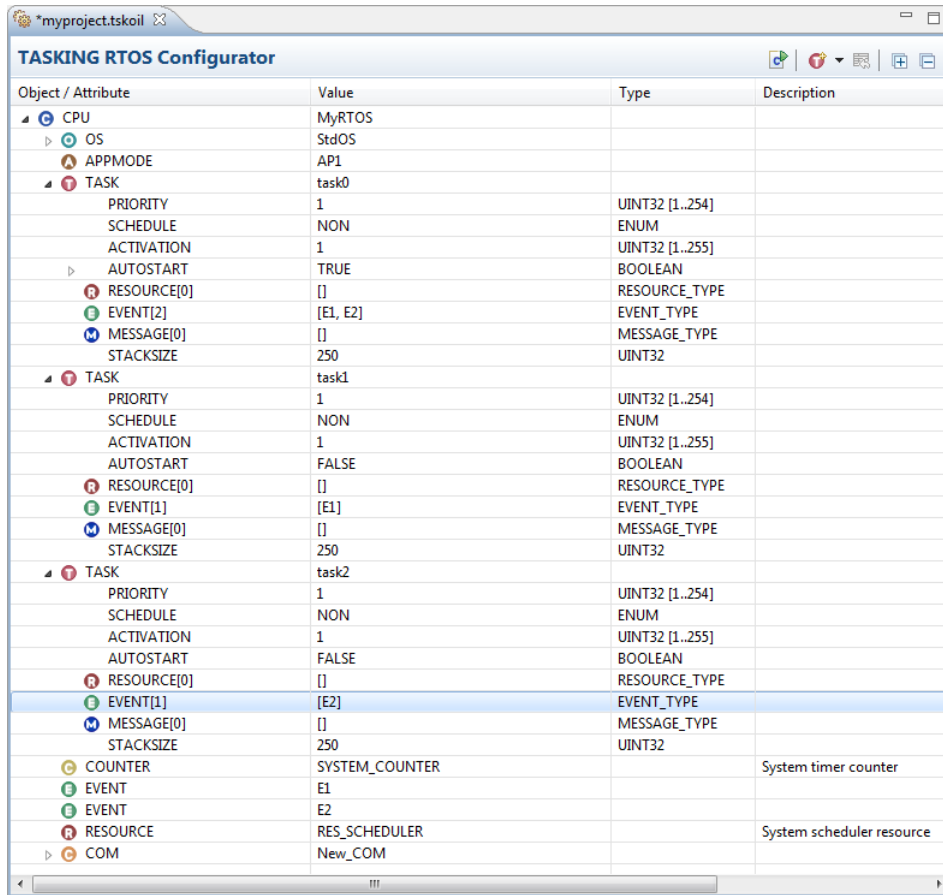 *myproject.tskoil
TASKING RTOS Configurator
Object / Attribute Value Type Description
CPU MyRTOS
OS StdOS
APPMODE AP1
TASK task0
PRIORITY 1 UINT32 [1..254]
SCHEDULE NON ENUM
ACTIVATION 1 UINT32 [1..255]
AUTOSTART TRUE BOOLEAN
RESOURCE[0] [] RESOURCE_TYPE
EVENT[2] [E1, E2] EVENT_TYPE
MESSAGE[0] [] MESSAGE_TYPE
STACKSIZE 250 UINT32
TASK task1
PRIORITY 1 UINT32 [1..254]
SCHEDULE NON ENUM
ACTIVATION 1 UINT32 [1..255]
AUTOSTART FALSE BOOLEAN
RESOURCE[0] [] RESOURCE_TYPE
EVENT[1] [E1] EVENT_TYPE
MESSAGE[0] [] MESSAGE_TYPE
STACKSIZE 250 UINT32
TASK task2
PRIORITY 1 UINT32 [1..254]
SCHEDULE NON ENUM
ACTIVATION 1 UINT32 [1..255]
AUTOSTART FALSE BOOLEAN
RESOURCE[0] [] RESOURCE_TYPE
EVENT[1] [E2] EVENT_TYPE
MESSAGE[0] [] MESSAGE_TYPE
STACKSIZE 250 UINT32
COUNTER SYSTEM_COUNTER System timer counter
EVENT E1
EVENT E2
RESOURCE RES_SCHEDULER System scheduler resource
COM New_COM